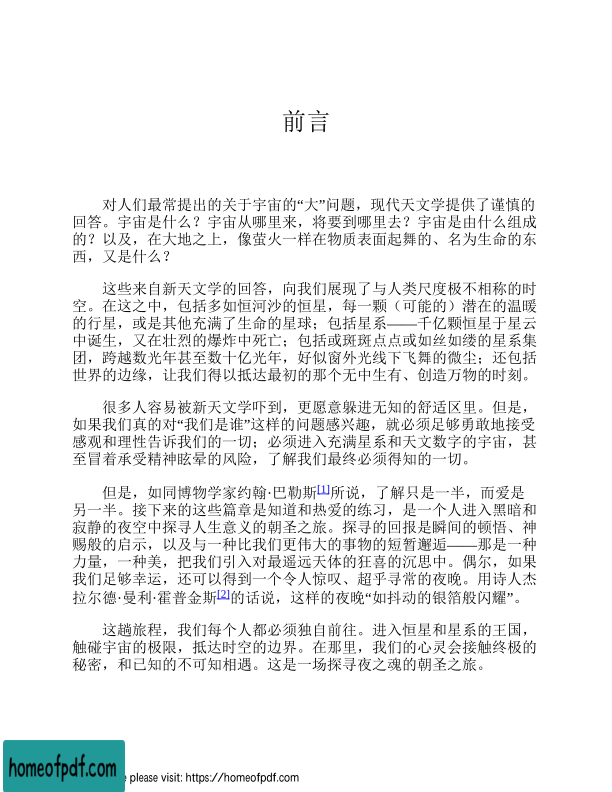 前言
对人们最常提出的关于宇宙的“大”问题，现代天文学提供了谨慎的
回答。宇宙是什么？宇宙从哪里来，将要到哪里去？宇宙是由什么组成
的？以及，在大地之上，像萤火一样在物质表面起舞的、名为生命的东
西，又是什么？
这些来自新天文学的回答，向我们展现了与人类尺度极不相称的时
空。在这之中，包括多如恒河沙的恒星，每一颗（可能的）潜在的温暖
的行星，或是其他充满了生命的星球；包括星系——千亿颗恒星于星云
中诞生，又在壮烈的爆炸中死亡；包括或斑斑点点或如丝如缕的星系集
团，跨越数光年甚至数十亿光年，好似窗外光线下飞舞的微尘；还包括
世界的边缘，让我们得以抵达最初的那个无中生有、创造万物的时刻。
很多人容易被新天文学吓到，更愿意躲进无知的舒适区里。但是，
如果我们真的对“我们是谁”这样的问题感兴趣，就必须足够勇敢地接受
感观和理性告诉我们的一切；必须进入充满星系和天文数字的宇宙，甚
至冒着承受精神眩晕的风险，了解我们最终必须得知的一切。
但是，如同博物学家约翰·巴勒斯[1]所说，了解只是一半，而爱是
另一半。接下来的这些篇章是知道和热爱的练习，是一个人进入黑暗和
寂静的夜空中探寻人生意义的朝圣之旅。探寻的回报是瞬间的顿悟、神
赐般的启示，以及与一种比我们更伟大的事物的短暂邂逅——那是一种
力量，一种美，把我们引入对最遥远天体的狂喜的沉思中。偶尔，如果
我们足够幸运，还可以得到一个令人惊叹、超乎寻常的夜晚。用诗人杰
拉尔德·曼利·霍普金斯[2]的话说，这样的夜晚“如抖动的银箔般闪耀”。
这趟旅程，我们每个人都必须独自前往。进入恒星和星系的王国，
触碰宇宙的极限，抵达时空的边界。在那里，我们的心灵会接触终极的
秘密，和已知的不可知相遇。这是一场探寻夜之魂的朝圣之旅。
homeofpdf.com
e please visit: https://homeofpdf.com